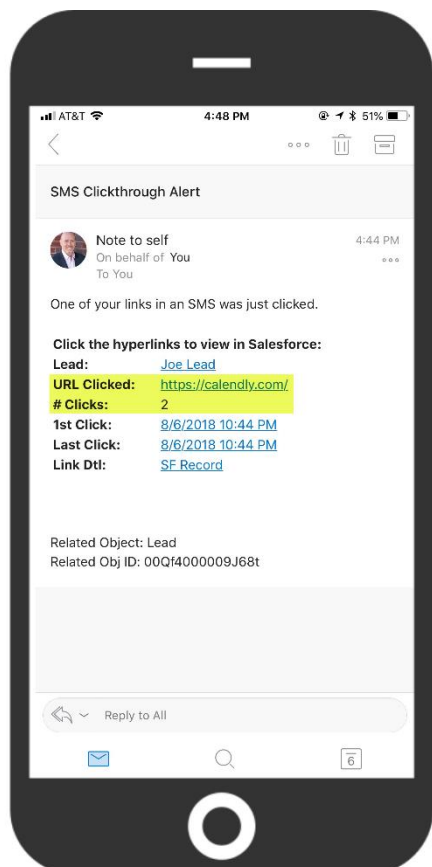 AT&T 4:48 PM 51%
SMS Clickthrough Alert
Note to self 4:44 PM
On behalf of You
To You
One of your links in an SMS was just clicked.
Click the hyperlinks to view in Salesforce:
Lead: Joe Lead
URL Clicked: https://calendly.com/
# Clicks: 2
1st Click: 8/6/2018 10:44 PM
Last Click: 8/6/2018 10:44 PM
Link Dtl: SF Record
Related Object: Lead
Related Obj ID: 00Qf4000009J68t
Reply to All
6